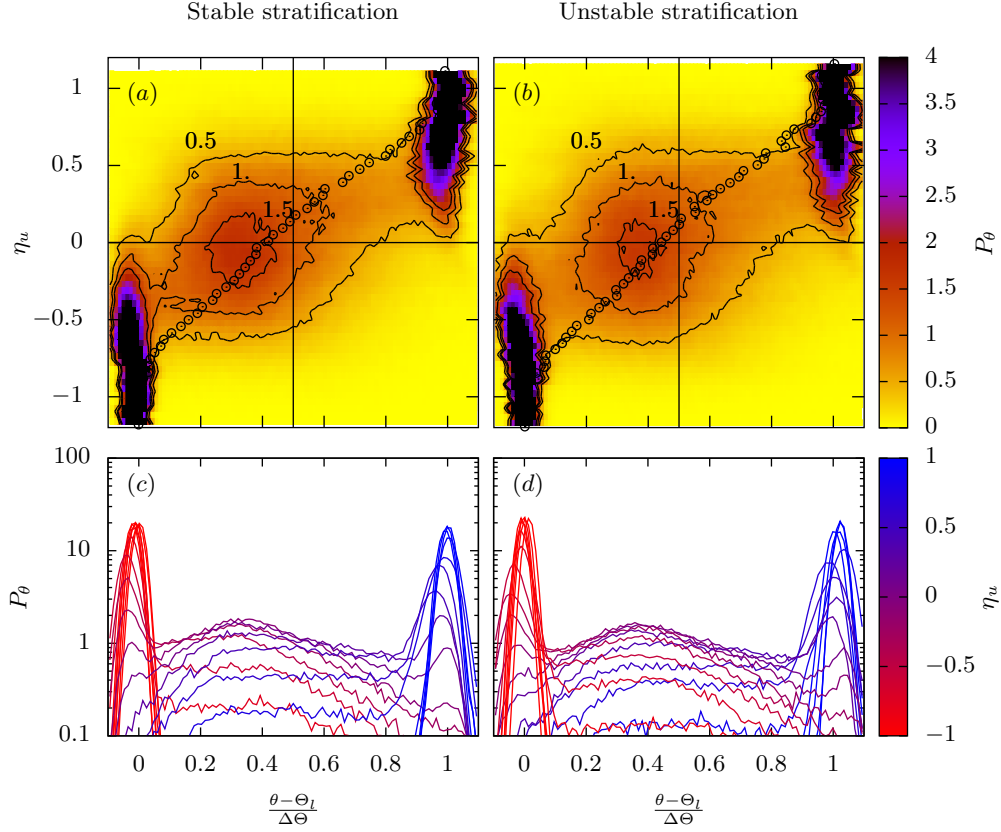 Stable stratification
Unstable stratification
1
0.5
0
−0.5
−1
η_u
(a)
0.5
1.
1.5
(b)
0.5
1.
1.5
4
3.5
3
2.5
2
1.5
1
0.5
0
P_θ
100
10
1
0.1
P_θ
(c)
(d)
1
0.5
0
−0.5
−1
η_u
0 0.2 0.4 0.6 0.8 1
0 0.2 0.4 0.6 0.8 1
θ−Θ_l
ΔΘ
θ−Θ_l
ΔΘ